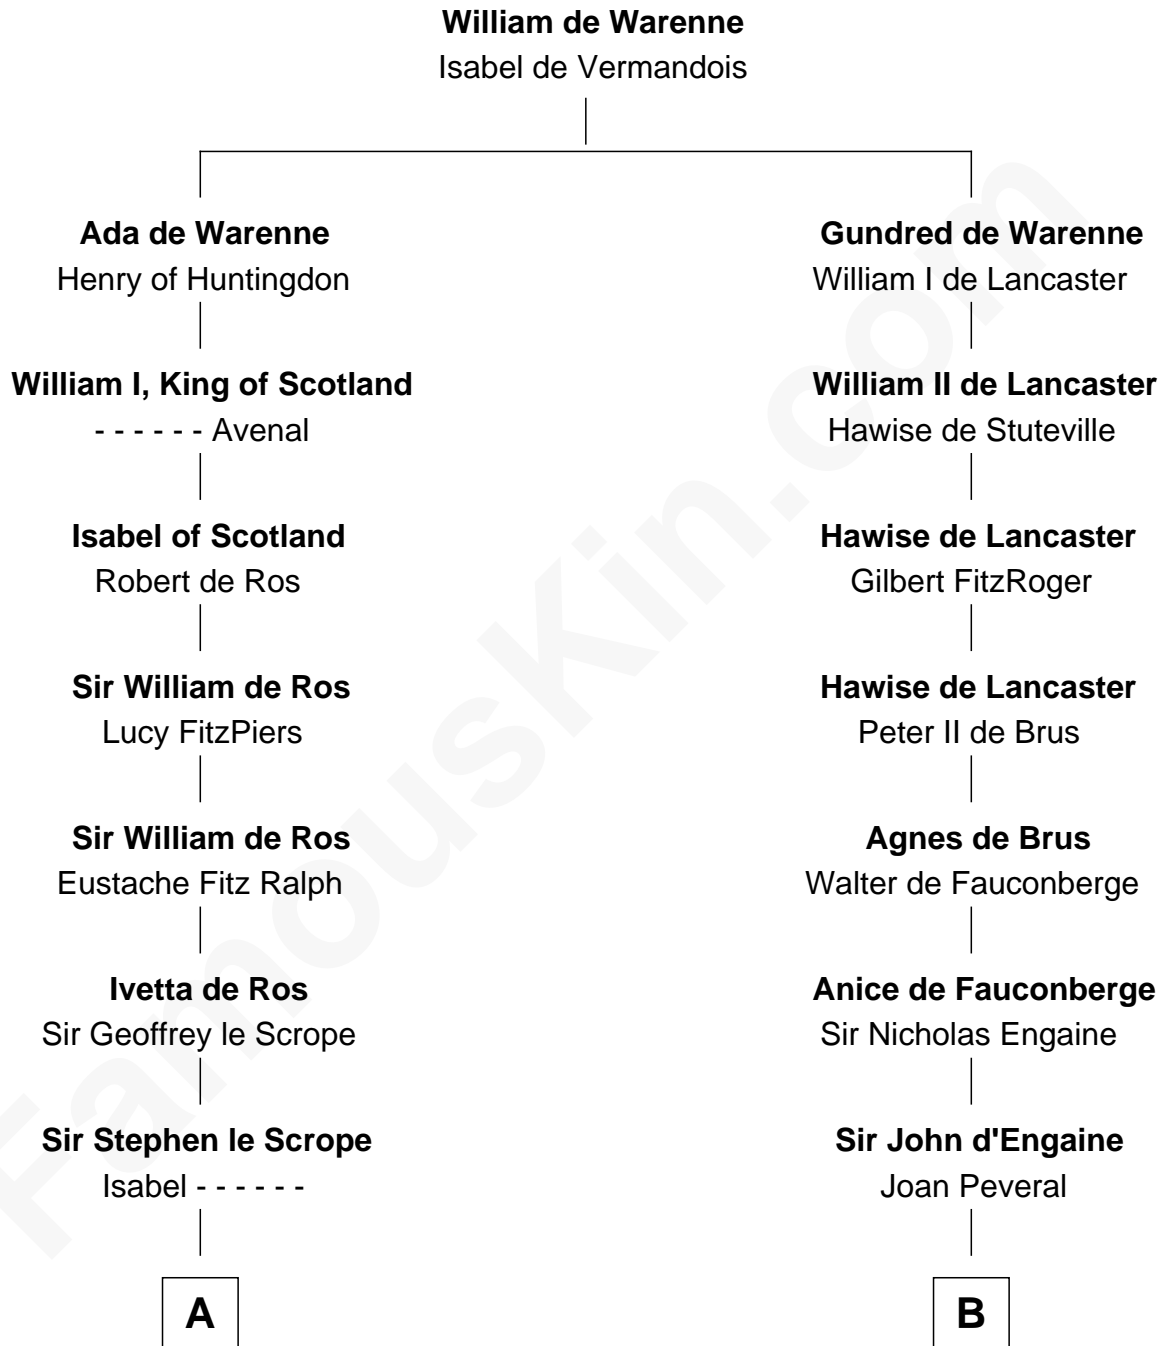 William de Warenne
Isabel de Vermandois
Ada de Warenne
Henry of Huntingdon
Gundred de Warenne
William I de Lancaster
William I, King of Scotland
- - - - - - Avenal
William II de Lancaster
Hawise de Stuteville
Isabel of Scotland
Robert de Ros
Hawise de Lancaster
Gilbert FitzRoger
Sir William de Ros
Lucy FitzPiers
Hawise de Lancaster
Peter II de Brus
Sir William de Ros
Eustache Fitz Ralph
Agnes de Brus
Walter de Fauconberge
Ivetta de Ros
Sir Geoffrey le Scrope
Anice de Fauconberge
Sir Nicholas Engaine
Sir Stephen le Scrope
Isabel - - - - - -
Sir John d'Engaine
Joan Peveral
A
B
FamousKin.com